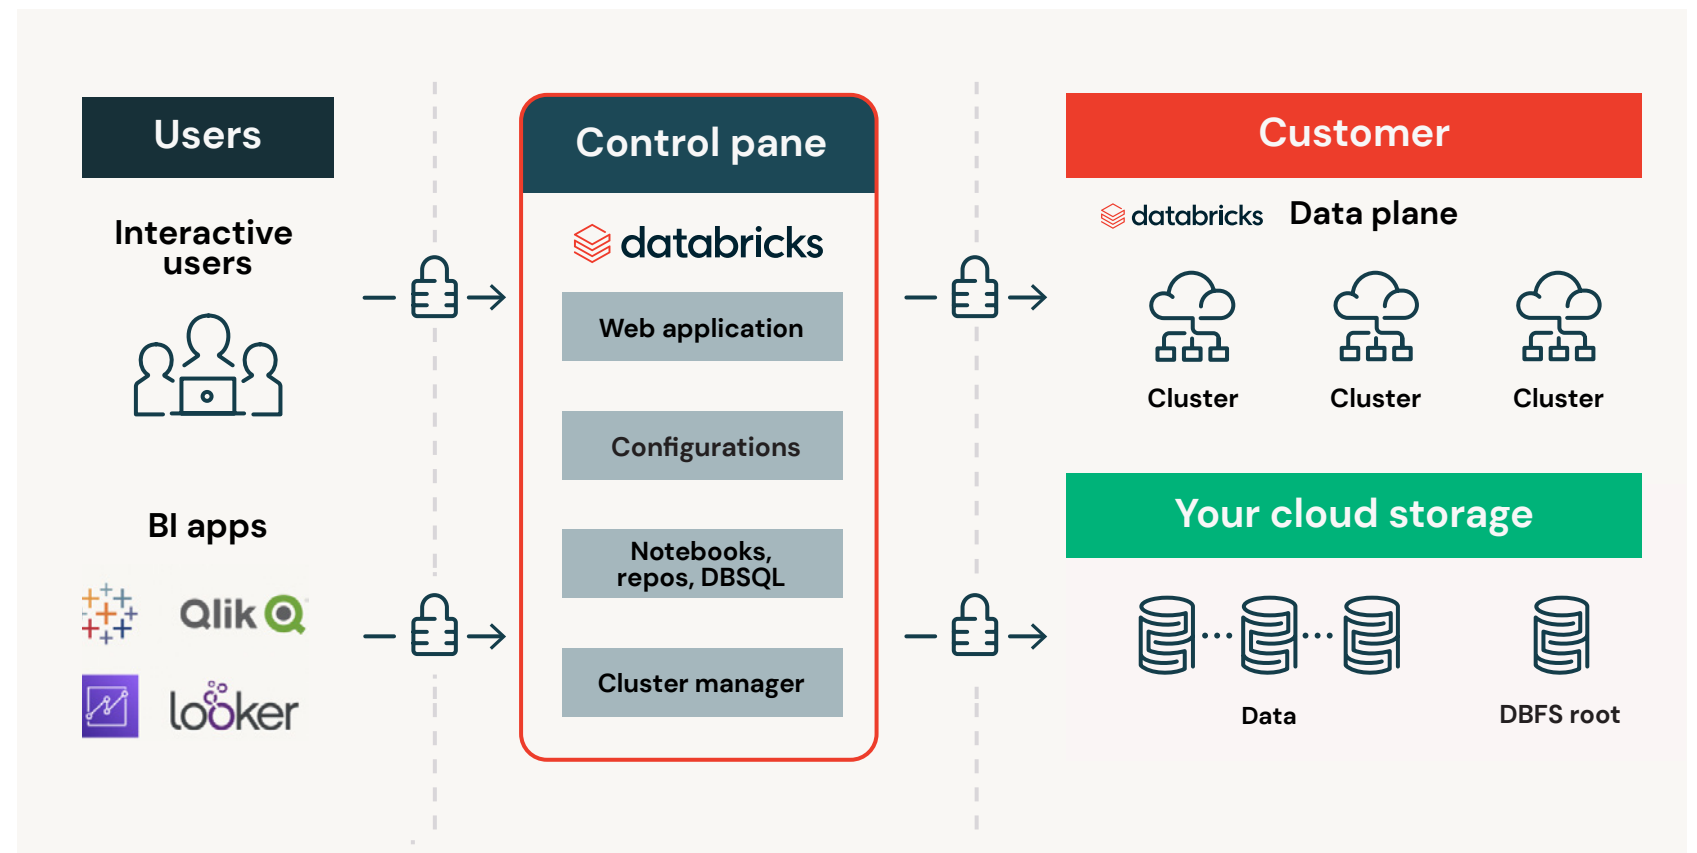 Users
Interactive
users
BI apps
Qlik
looker
Control pane
databricks
Web application
Configurations
Notebooks,
repos, DBSQL
Cluster manager
Customer
databricks Data plane
Cluster Cluster Cluster
Your cloud storage
Data DBFS root